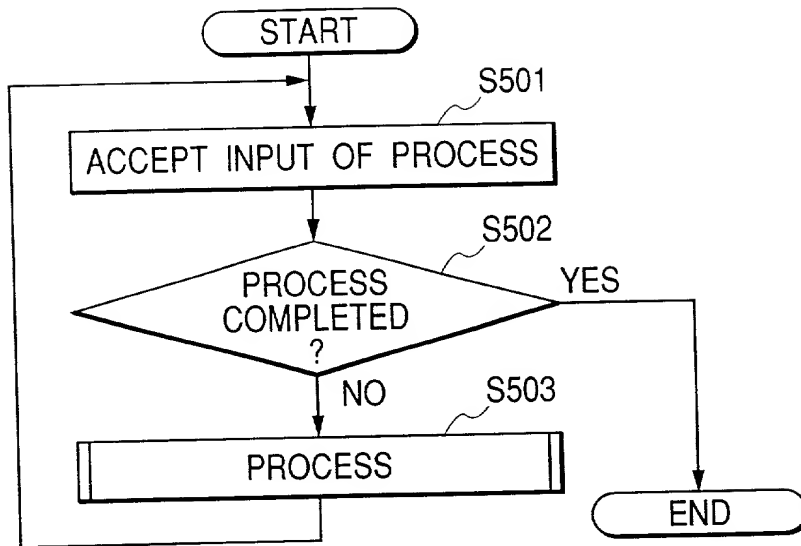 START
S501
ACCEPT INPUT OF PROCESS
S502
PROCESS
COMPLETED
?
YES
NO
S503
PROCESS
END